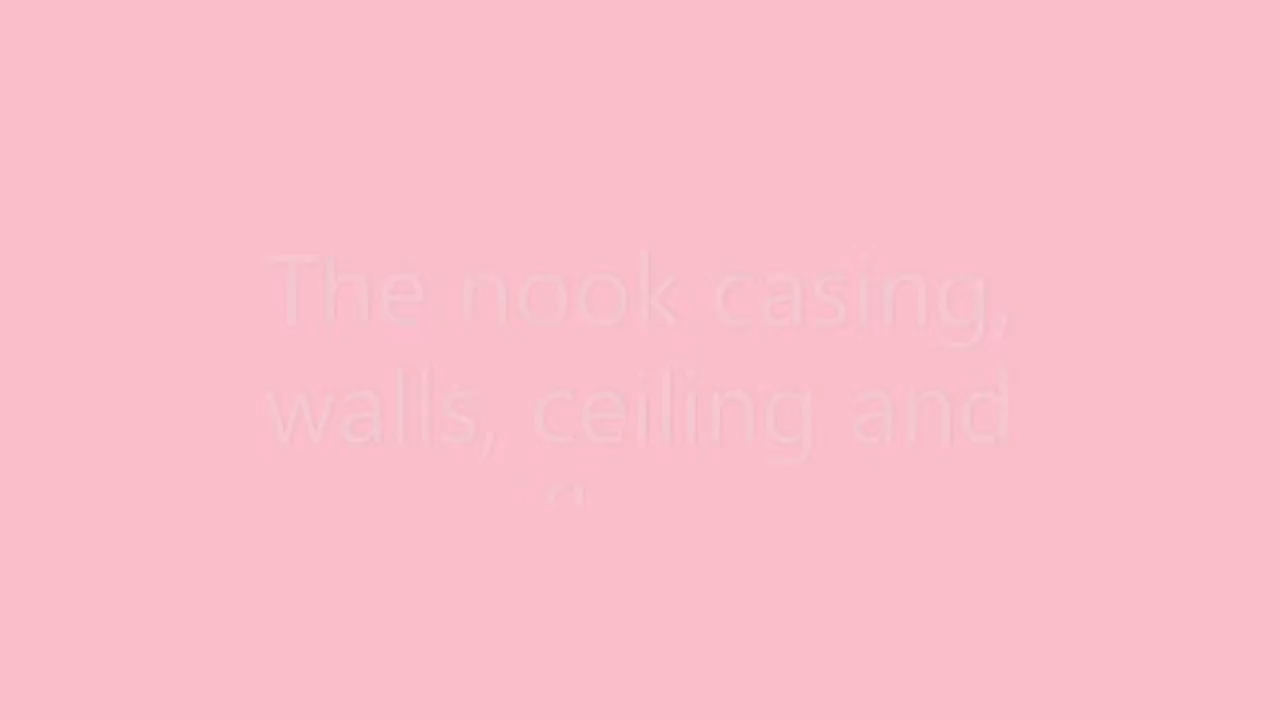 The nook casing,
walls, ceiling and